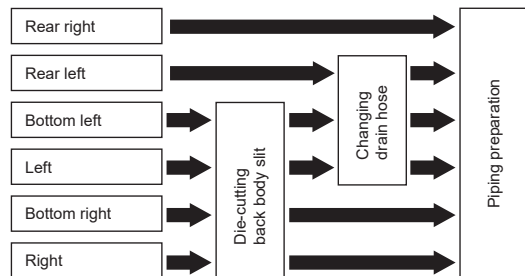 Rear right
Rear left
Bottom left
Left
Bottom right
Right
Die-cutting
back body slit
Changing
drain hose
Piping preparation